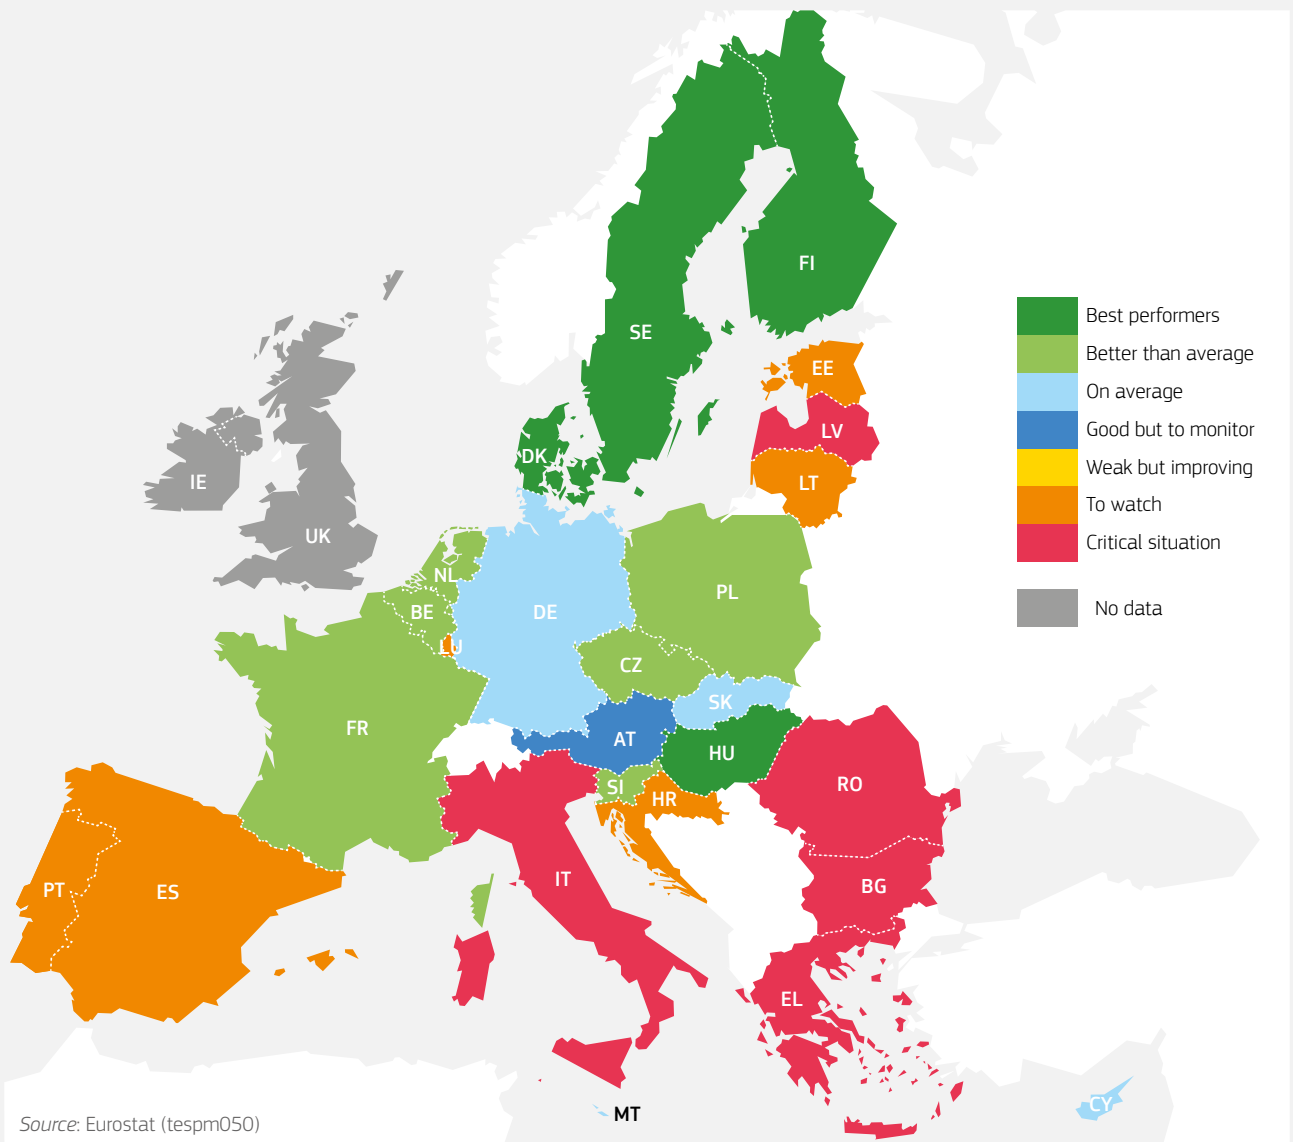 FI
SE
EE
LV
DK
LT
IE
UK
NL
BE
LU
DE
PL
CZ
SK
FR
AT
HU
SI
HR
RO
IT
BG
PT
ES
EL
MT
CY
Best performers
Better than average
On average
Good but to monitor
Weak but improving
To watch
Critical situation
No data
Source: Eurostat (tespm050)